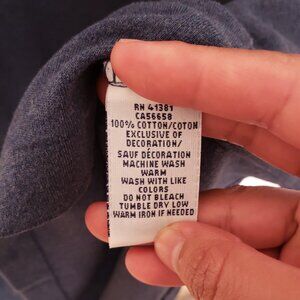 RN 41381
CA56658
100% COTTON/COTON
EXCLUSIVE OF
DECORATION/
SAUF DÉCORATION
MACHINE WASH
WARM
WASH WITH LIKE
COLORS
DO NOT BLEACH
TUMBLE DRY LOW
WARM IRON IF NEEDED